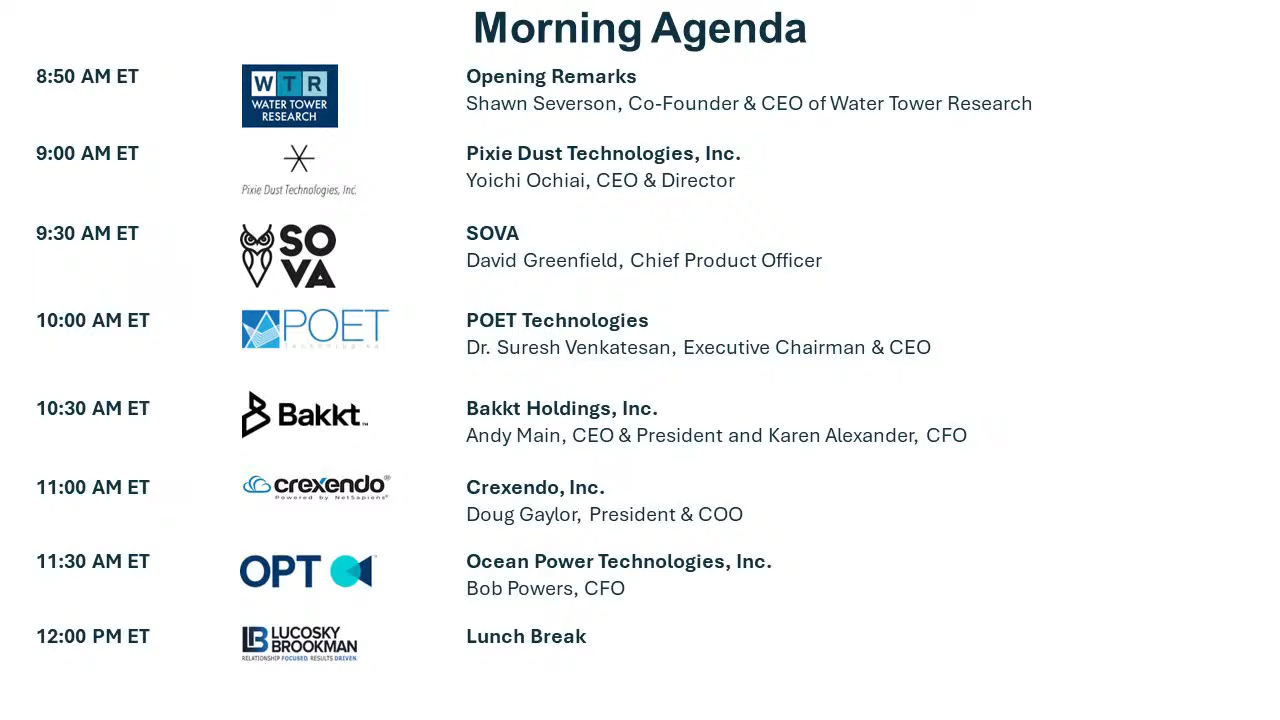 Morning Agenda
8:50 AM ET
WTR
WATER TOWER
RESEARCH
Opening Remarks
Shawn Severson, Co-Founder & CEO of Water Tower Research
9:00 AM ET
Pixie Dust Technologies, Inc.
Pixie Dust Technologies, Inc.
Yoichi Ochiai, CEO & Director
9:30 AM ET
SO
VA
SOVA
David Greenfield, Chief Product Officer
10:00 AM ET
POET
Technologies
POET Technologies
Dr. Suresh Venkatesan, Executive Chairman & CEO
10:30 AM ET
Bakkt™
Bakkt Holdings, Inc.
Andy Main, CEO & President and Karen Alexander, CFO
11:00 AM ET
crexendo®
Powered by NetSapiens®
Crexendo, Inc.
Doug Gaylor, President & COO
11:30 AM ET
OPT
Ocean Power Technologies, Inc.
Bob Powers, CFO
12:00 PM ET
LB LUCOSKY
BROOKMAN
RELATIONSHIP FOCUSED, RESULTS DRIVEN.
Lunch Break